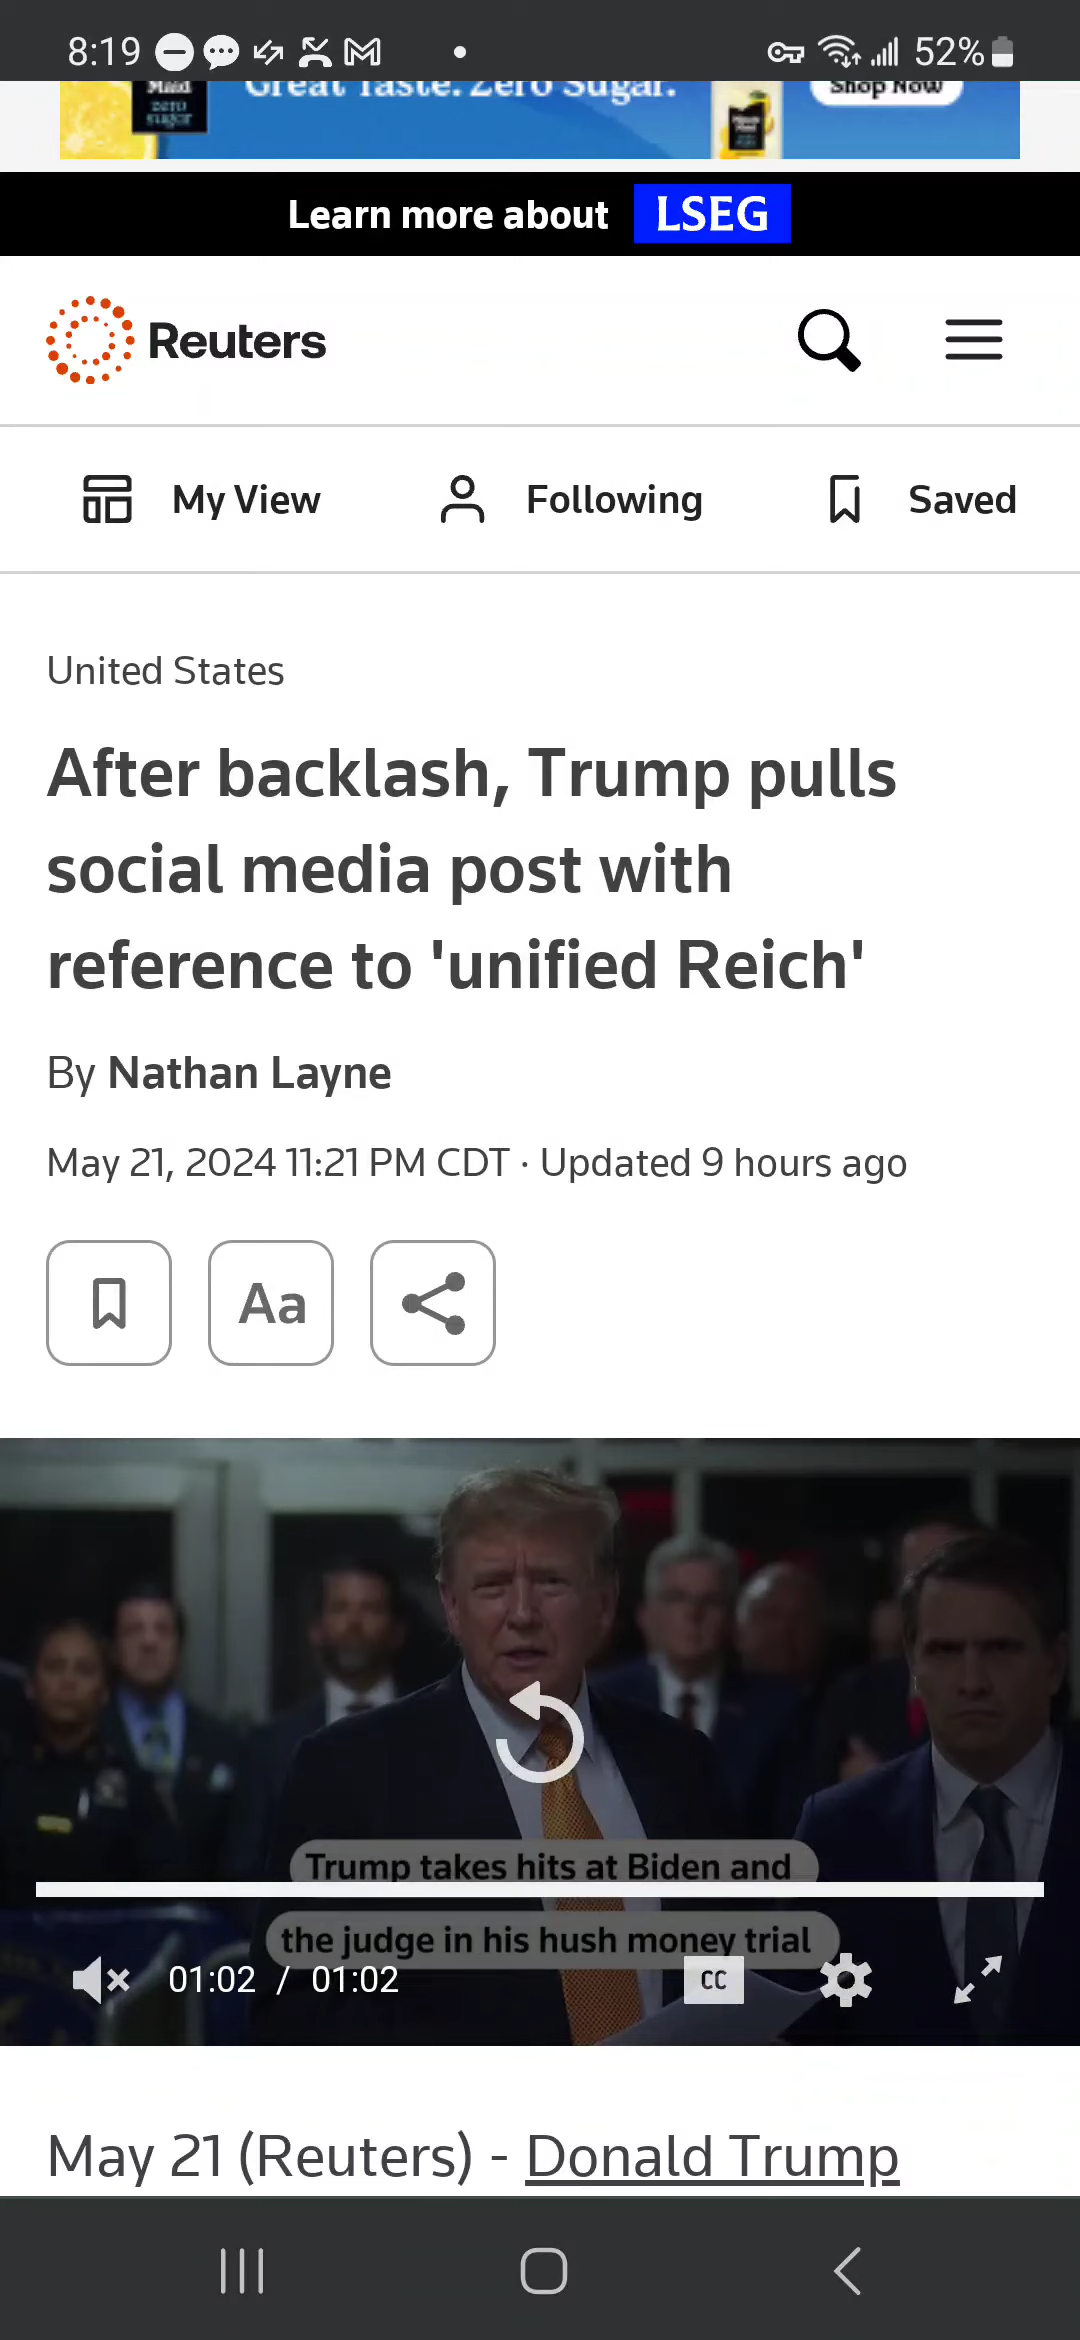 8:19
52%
Maid
zero
sugar
Great Taste. Zero Sugar.
Shop Now
Learn more about LSEG
Reuters
My View Following Saved
United States
After backlash, Trump pulls
social media post with
reference to 'unified Reich'
By Nathan Layne
May 21, 2024 11:21 PM CDT · Updated 9 hours ago
Aa
Trump takes hits at Biden and
the judge in his hush money trial
01:02 / 01:02
CC
May 21 (Reuters) - Donald Trump